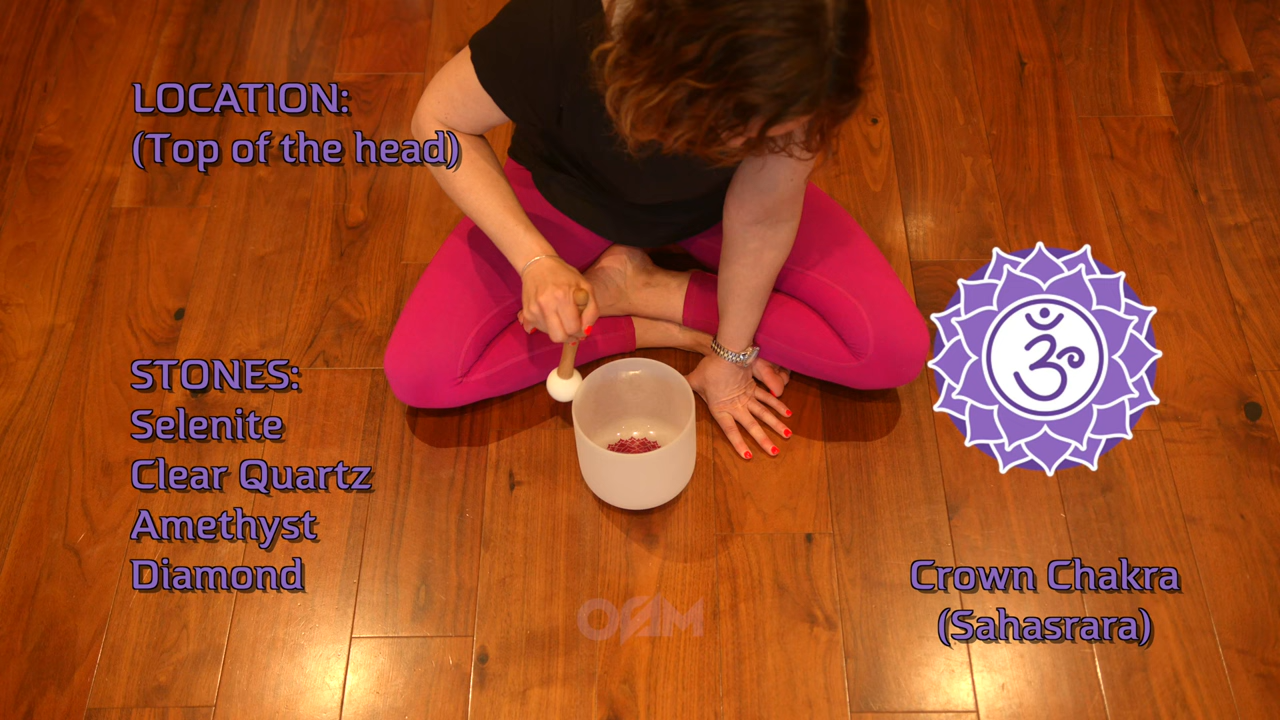 LOCATION:
(Top of the head)
STONES:
Selenite
Clear Quartz
Amethyst
Diamond
ॐ
Crown Chakra
(Sahasrara)